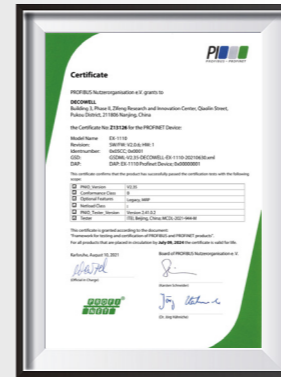 PI
PROFIBUS · PROFINET
Certificate
PROFIBUS Nutzerorganisation e.V. grants to
DECOWELL
Building 3, Phase II, Zifeng Research and Innovation Center, Qiaolin Street,
Pukou District, 211806 Nanjing, China
the Certificate No: Z13126 for the PROFINET Device:
Model Name: EX-1110
Revision: SW/FW: V2.0.6; HW: 1
Identnumber: 0x05CC; 0x0001
GSD: GSDML-V2.35-DECOWELL-EX-1110-20210630.xml
DAP: DAP: EX-1110 Profinet Device; 0x00000001
This certificate confirms that the product has successfully passed the certification tests with the following
scope:
PNIO_Version V2.35
Conformance Class B
Optional Features Legacy, MRP
Netload Class I
PNIO_Tester_Version Version 2.41.0.2
Tester ITEI, Beijing, China
This certificate is granted according to the document:
"Framework for testing and certification of PROFIBUS and PROFINET products".
For all products that are placed in circulation by July 09, 2024 the certificate is valid for life.
Karlsruhe, August 10, 2021
Board of PROFIBUS Nutzerorganisation e. V.
(Official in Charge)
(Karsten Schneider)
PROFI
NET